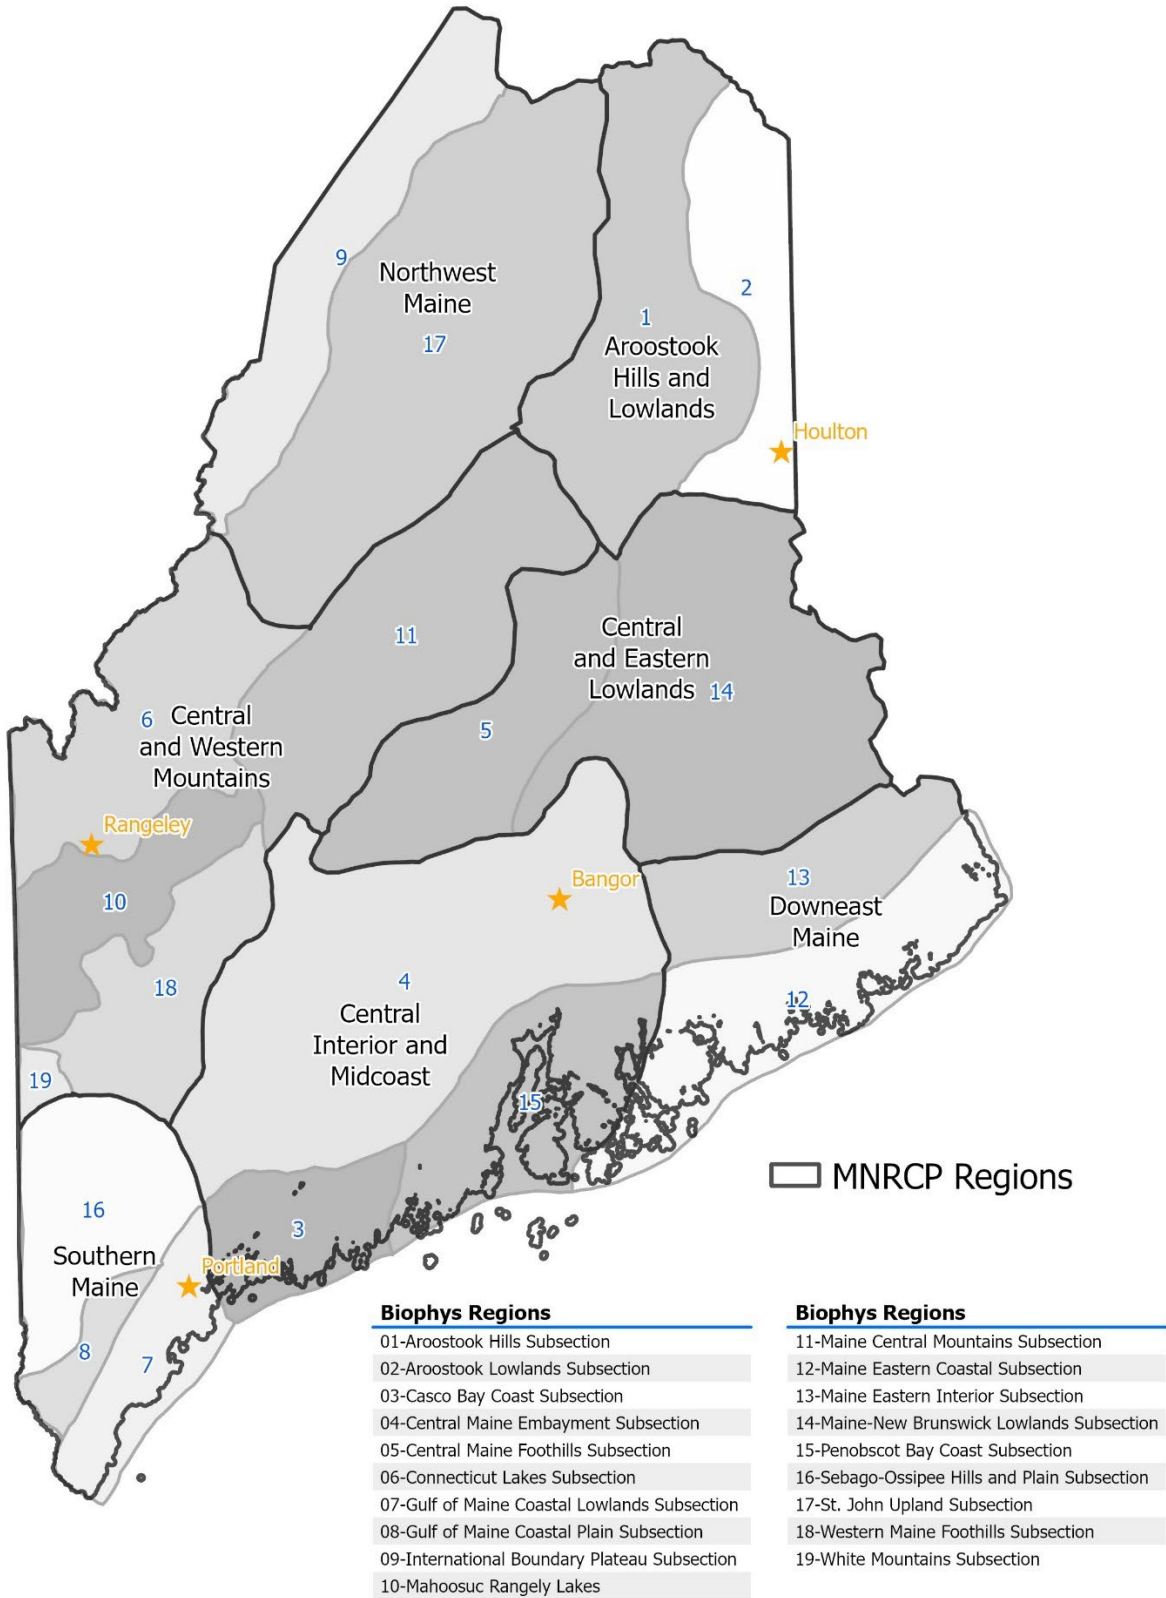 9
Northwest
Maine
17
2
1
Aroostook
Hills and
Lowlands
Houlton
11
Central
and Eastern
Lowlands
14
5
6
Central
and Western
Mountains
Rangeley
10
Bangor
13
Downeast
Maine
18
4
12
Central
Interior and
Midcoast
19
15
MNRCP Regions
16
3
Southern
Maine
Portland
8
7
Biophys Regions
01-Aroostook Hills Subsection
02-Aroostook Lowlands Subsection
03-Casco Bay Coast Subsection
04-Central Maine Embayment Subsection
05-Central Maine Foothills Subsection
06-Connecticut Lakes Subsection
07-Gulf of Maine Coastal Lowlands Subsection
08-Gulf of Maine Coastal Plain Subsection
09-International Boundary Plateau Subsection
10-Mahoosuc Rangely Lakes
Biophys Regions
11-Maine Central Mountains Subsection
12-Maine Eastern Coastal Subsection
13-Maine Eastern Interior Subsection
14-Maine-New Brunswick Lowlands Subsection
15-Penobscot Bay Coast Subsection
16-Sebago-Ossipee Hills and Plain Subsection
17-St. John Upland Subsection
18-Western Maine Foothills Subsection
19-White Mountains Subsection